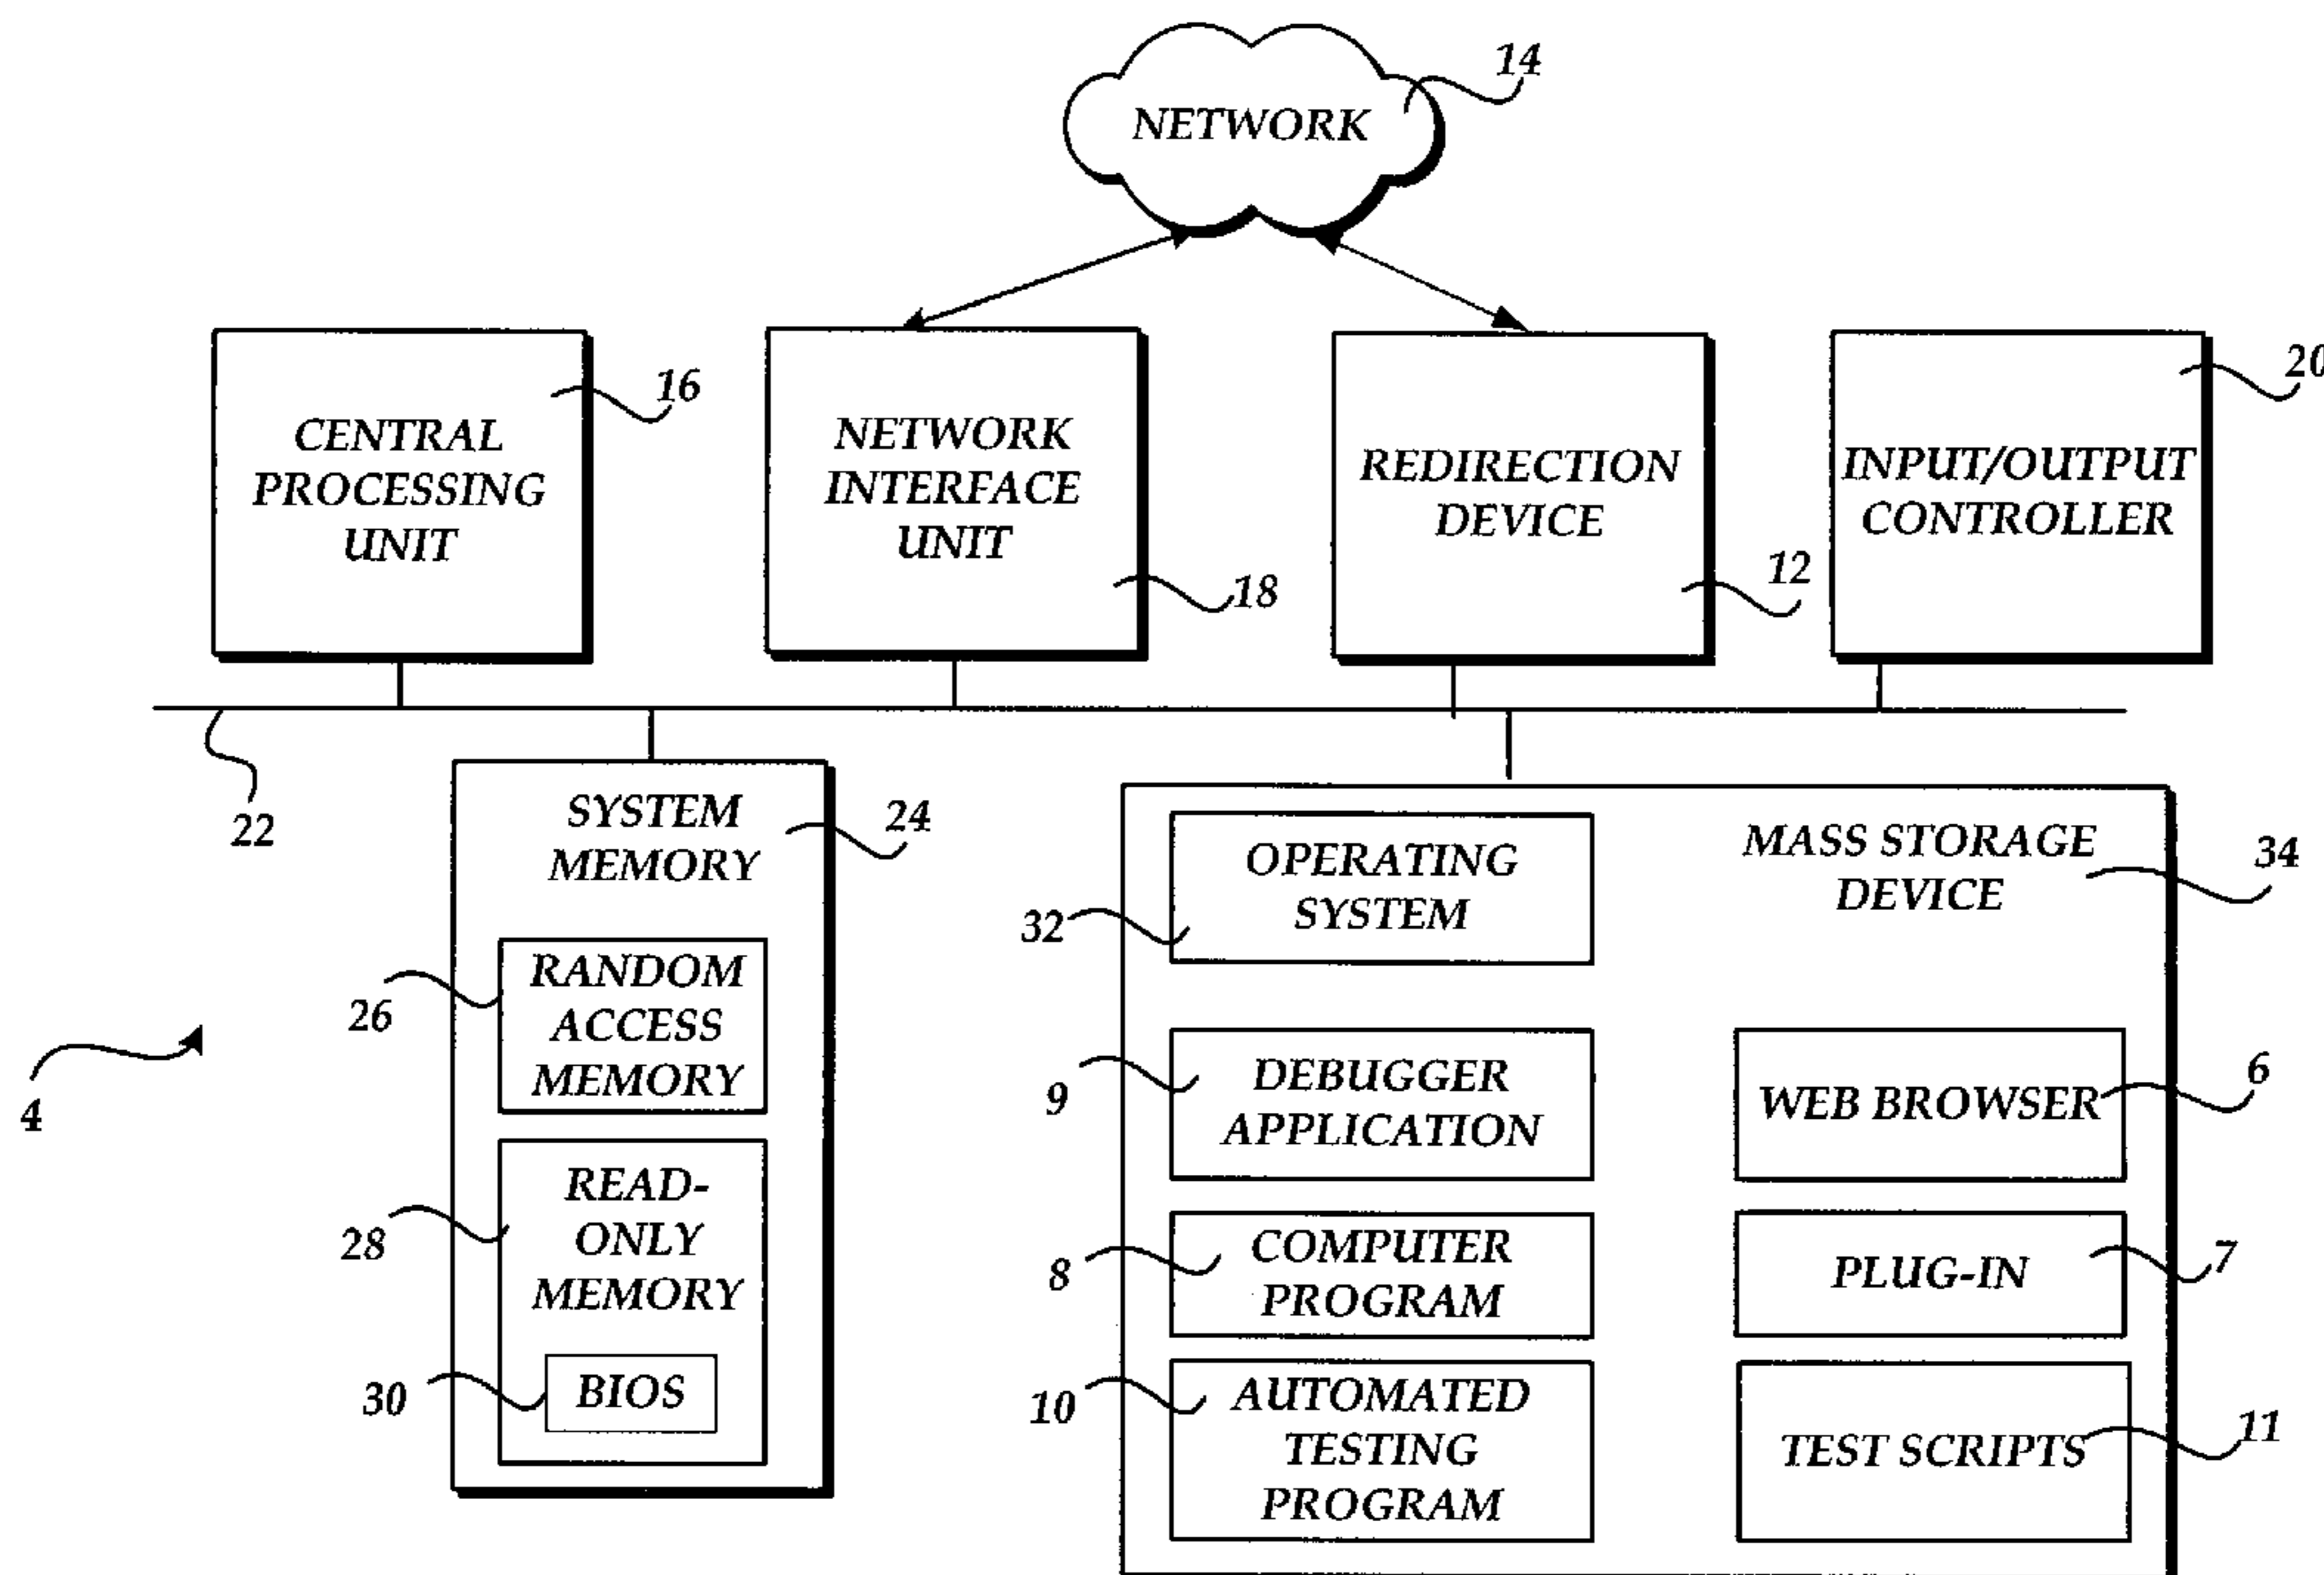 14
NETWORK
16
CENTRAL
PROCESSING
UNIT
NETWORK
INTERFACE
UNIT
18
REDIRECTION
DEVICE
12
20
INPUT/OUTPUT
CONTROLLER
22
SYSTEM
MEMORY
24
RANDOM
ACCESS
MEMORY
26
READ-
ONLY
MEMORY
28
BIOS
30
4
MASS STORAGE
DEVICE
34
OPERATING
SYSTEM
32
DEBUGGER
APPLICATION
9
WEB BROWSER
6
COMPUTER
PROGRAM
8
PLUG-IN
7
AUTOMATED
TESTING
PROGRAM
10
TEST SCRIPTS
11